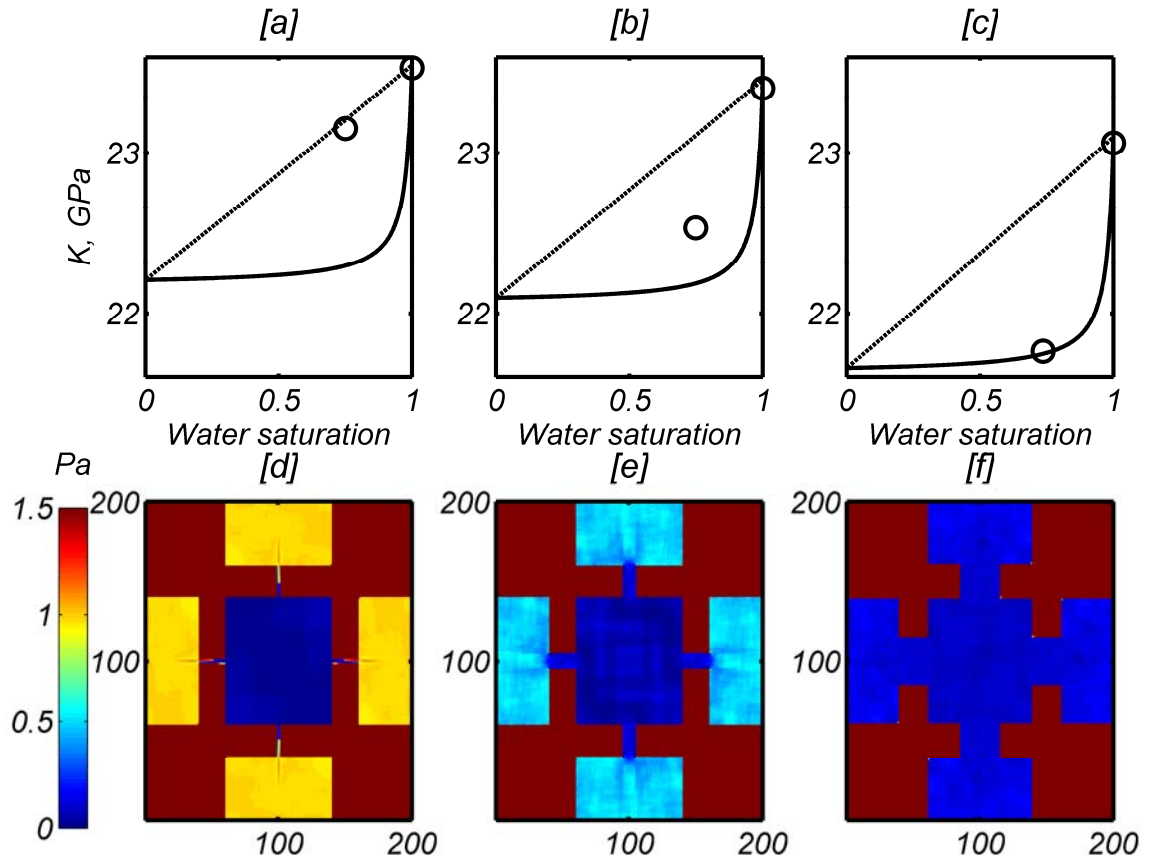 [a] [b] [c]
K, GPa
23 23 23
22 22 22
0 0.5 1 0 0.5 1 0 0.5 1
Water saturation Water saturation Water saturation
Pa [d] [e] [f]
1.5 200 200 200
1
100 100 100
0.5
0
100 200 100 200 100 200